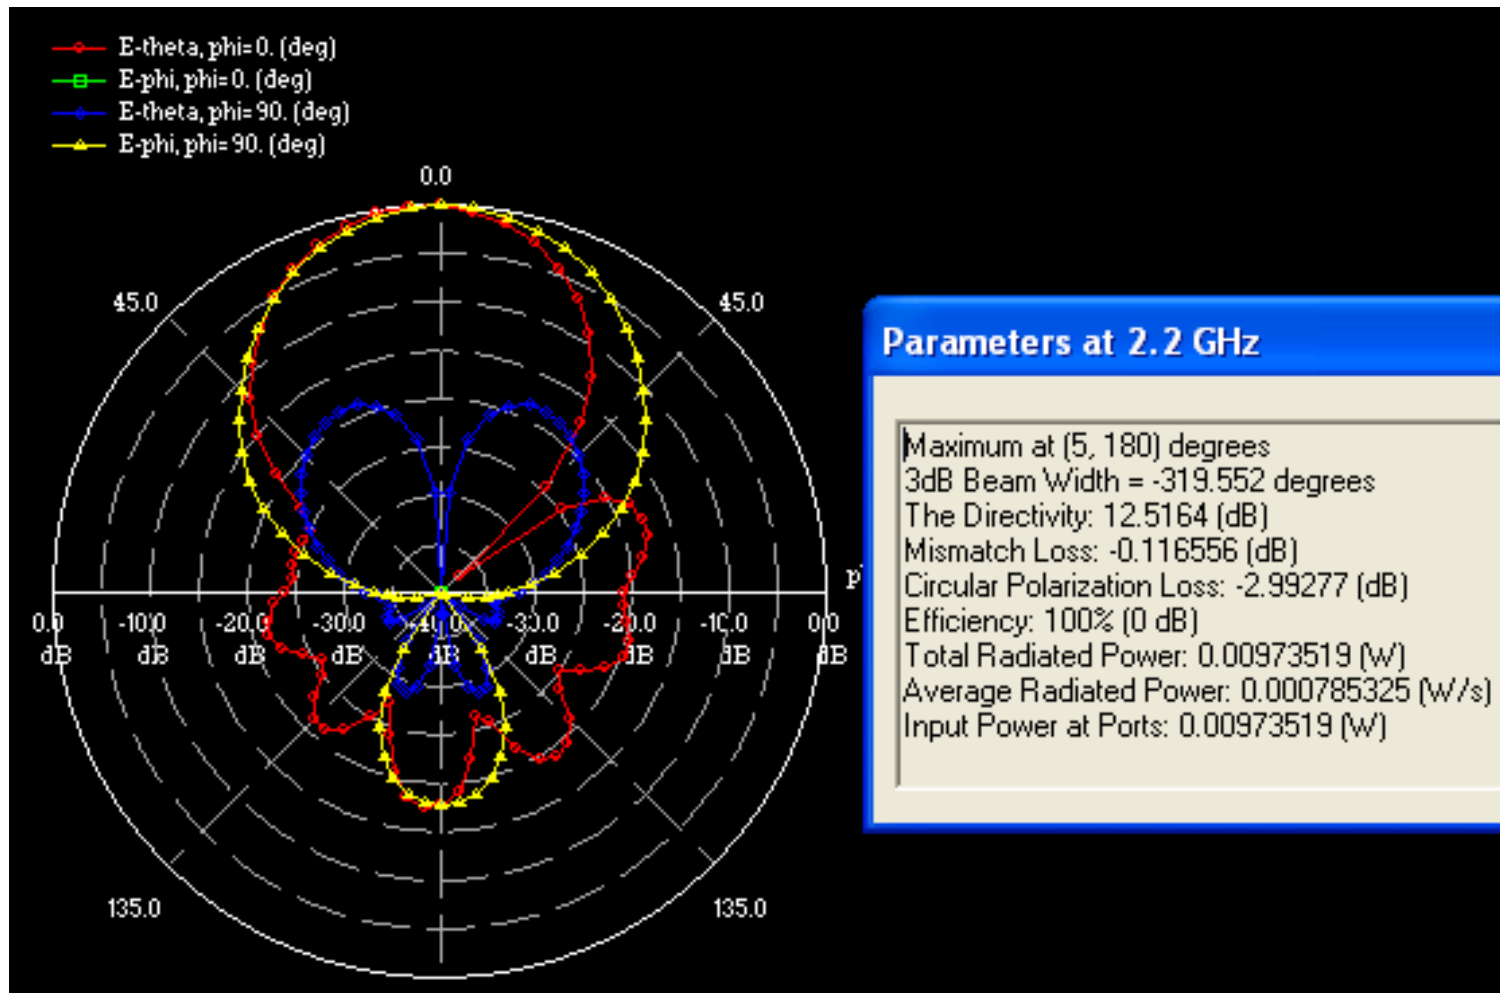 E-theta, phi=0. (deg)
E-phi, phi=0. (deg)
E-theta, phi=90. (deg)
E-phi, phi=90. (deg)
0.0
45.0 45.0
0.0 -10.0 -20.0 -30.0 -40.0 -30.0 -20.0 -10.0 0.0
dB dB dB dB dB dB dB dB dB
135.0 135.0
Parameters at 2.2 GHz
Maximum at (5, 180) degrees
3dB Beam Width = -319.552 degrees
The Directivity: 12.5164 (dB)
Mismatch Loss: -0.116556 (dB)
Circular Polarization Loss: -2.99277 (dB)
Efficiency: 100% (0 dB)
Total Radiated Power: 0.00973519 (W)
Average Radiated Power: 0.000785325 (W/s)
Input Power at Ports: 0.00973519 (W)